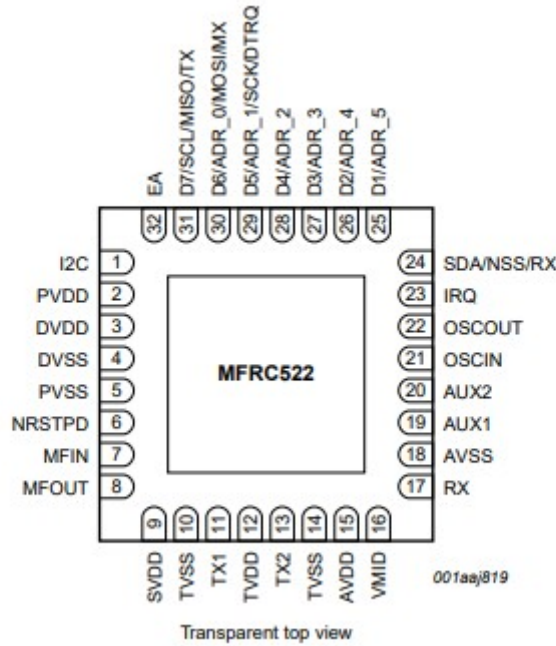 EA
D7/SCL/MISO/TX
D6/ADR_0/MOSI/MX
D5/ADR_1/SCK/DTRQ
D4/ADR_2
D3/ADR_3
D2/ADR_4
D1/ADR_5
32
31
30
29
28
27
26
25
I2C 1
PVDD 2
DVDD 3
DVSS 4
PVSS 5
NRSTPD 6
MFIN 7
MFOUT 8
MFRC522
24 SDA/NSS/RX
23 IRQ
22 OSCOUT
21 OSCIN
20 AUX2
19 AUX1
18 AVSS
17 RX
9
10
11
12
13
14
15
16
SVDD
TVSS
TX1
TVDD
TX2
TVSS
AVDD
VMID
001aaj819
Transparent top view